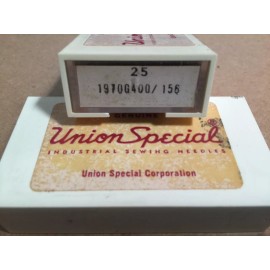 25
19700400/156
Union Special
INDUSTRIAL SEWING NEEDLES
Union Special Corporation